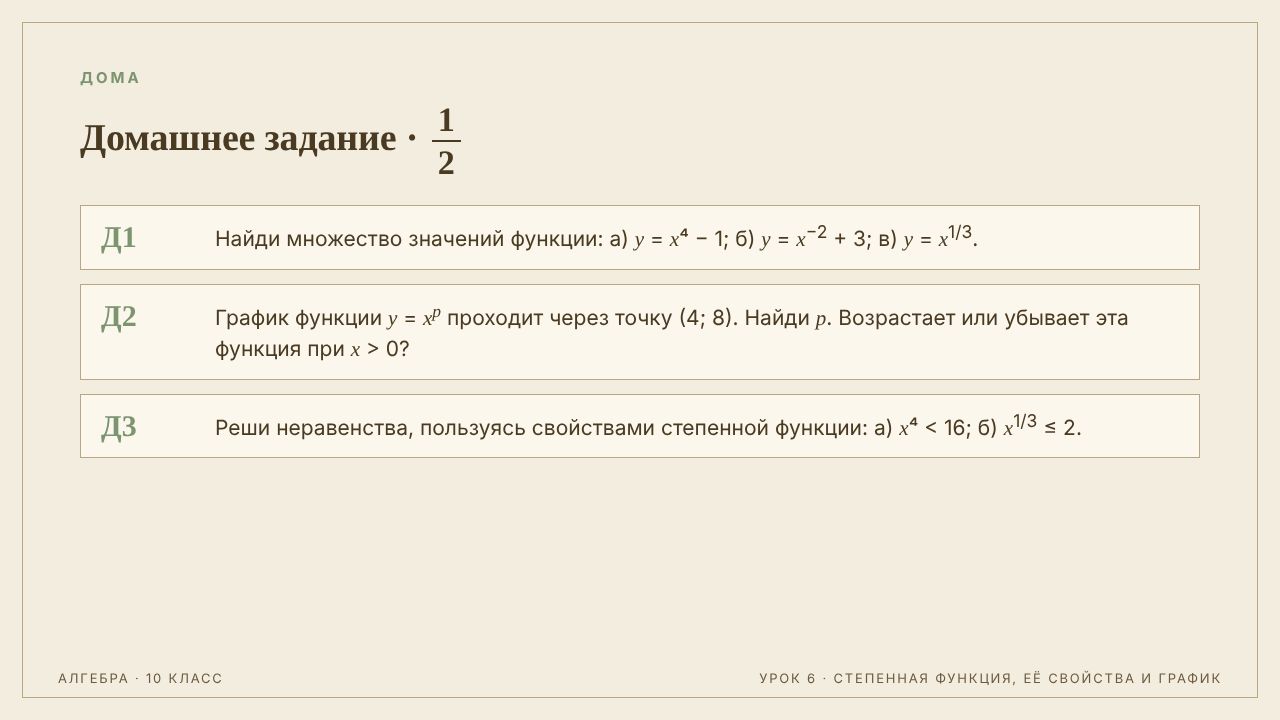 ДОМА
Домашнее задание · 1/2
Д1 Найди множество значений функции: а) y = x⁴ − 1; б) y = x⁻² + 3; в) y = x^{1/3}.
Д2 График функции y = x^p проходит через точку (4; 8). Найди p. Возрастает или убывает эта
функция при x > 0?
Д3 Реши неравенства, пользуясь свойствами степенной функции: а) x⁴ < 16; б) x^{1/3} ≤ 2.
АЛГЕБРА · 10 КЛАСС
УРОК 6 · СТЕПЕННАЯ ФУНКЦИЯ, ЕЁ СВОЙСТВА И ГРАФИК